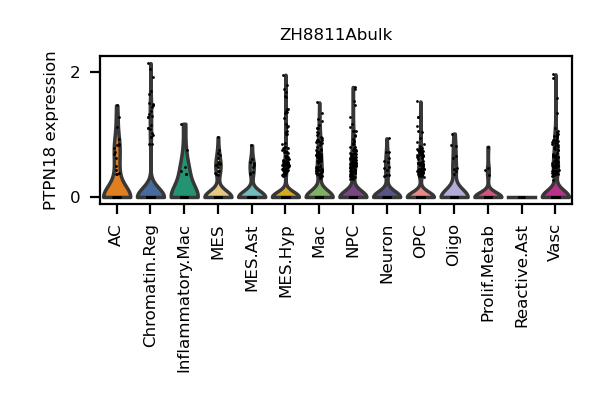 ZH8811Abulk
PTPN18 expression
2
0
AC
Chromatin.Reg
Inflammatory.Mac
MES
MES.Ast
MES.Hyp
Mac
NPC
Neuron
OPC
Oligo
Prolif.Metab
Reactive.Ast
Vasc